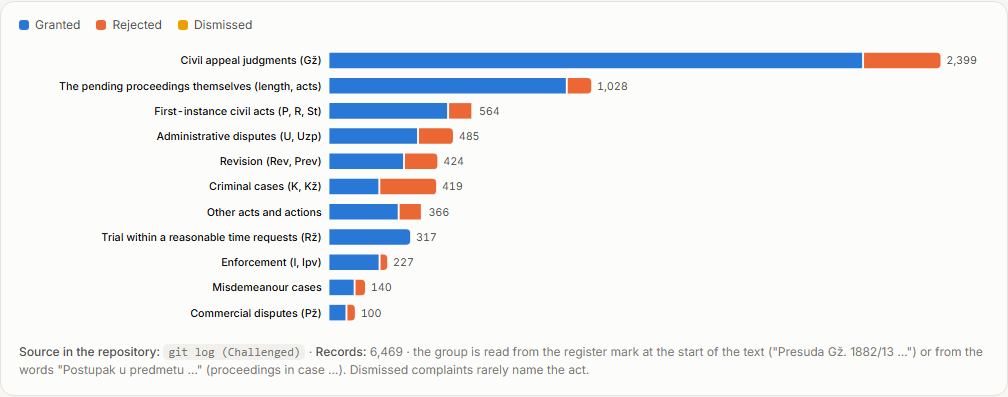 Granted Rejected Dismissed
Civil appeal judgments (Gž) 2,399
The pending proceedings themselves (length, acts) 1,028
First-instance civil acts (P, R, St) 564
Administrative disputes (U, Uzp) 485
Revision (Rev, Prev) 424
Criminal cases (K, Kž) 419
Other acts and actions 366
Trial within a reasonable time requests (Rž) 317
Enforcement (I, Ipv) 227
Misdemeanour cases 140
Commercial disputes (Pž) 100
Source in the repository: git log (Challenged) · Records: 6,469 · the group is read from the register mark at the start of the text ("Presuda Gž. 1882/13 ...") or from the
words "Postupak u predmetu ..." (proceedings in case ...). Dismissed complaints rarely name the act.